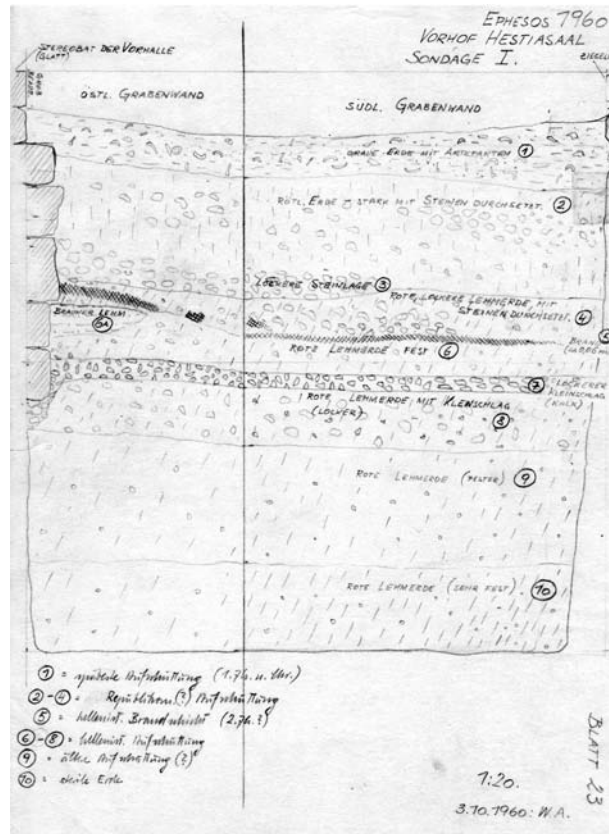 EPHESOS 1960
VORHOF HESTIASAAL
SONDAGE I.
STEREOBAT DER VORHALLE
(GLATT)
ÖSTL. GRABENWAND
SÜDL. GRABENWAND
GRAUE ERDE MIT ARTEFAKTEN ①
RÖTL. ERDE STARK MIT STEINEN DURCHSETZT. ②
LOCKERE STEINLAGE ③
ROTE, LOCKERE LEHMERDE, MIT
STEINEN DURCHSETZT. ④
BRAUNER LEHM
ROTE LEHMERDE FEST ⑥
⑦ LOCKERER
KLEINSCHLAG
(KALK)
ROTE LEHMERDE MIT KLEINSCHLAG
(LOCKER) ⑧
ROTE LEHMERDE (FESTER) ⑨
ROTE LEHMERDE (SEHR FEST) ⑩
① = späteste Aufschüttung (1. Jh. n. Chr.)
②-④ = Republikan. (?) Aufschüttung
⑤ = hellenist. Brandschicht (2. Jh. ?)
⑥-⑧ = hellenist. Aufschüttung
⑨ = Aufschüttung (?)
⑩ = Erde
BLATT 23
1:20.
3.10.1960: W.A.